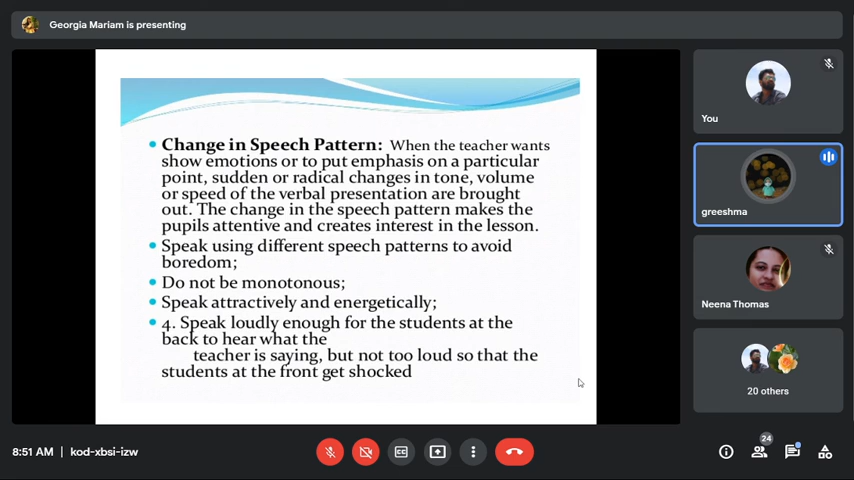 Georgia Mariam is presenting
• Change in Speech Pattern: When the teacher wants
show emotions or to put emphasis on a particular
point, sudden or radical changes in tone, volume
or speed of the verbal presentation are brought
out. The change in the speech pattern makes the
pupils attentive and creates interest in the lesson.
• Speak using different speech patterns to avoid
boredom;
• Do not be monotonous;
• Speak attractively and energetically;
• 4. Speak loudly enough for the students at the
back to hear what the
teacher is saying, but not too loud so that the
students at the front get shocked
You
greeshma
Neena Thomas
20 others
8:51 AM | kod-xbsi-izw
CC
24